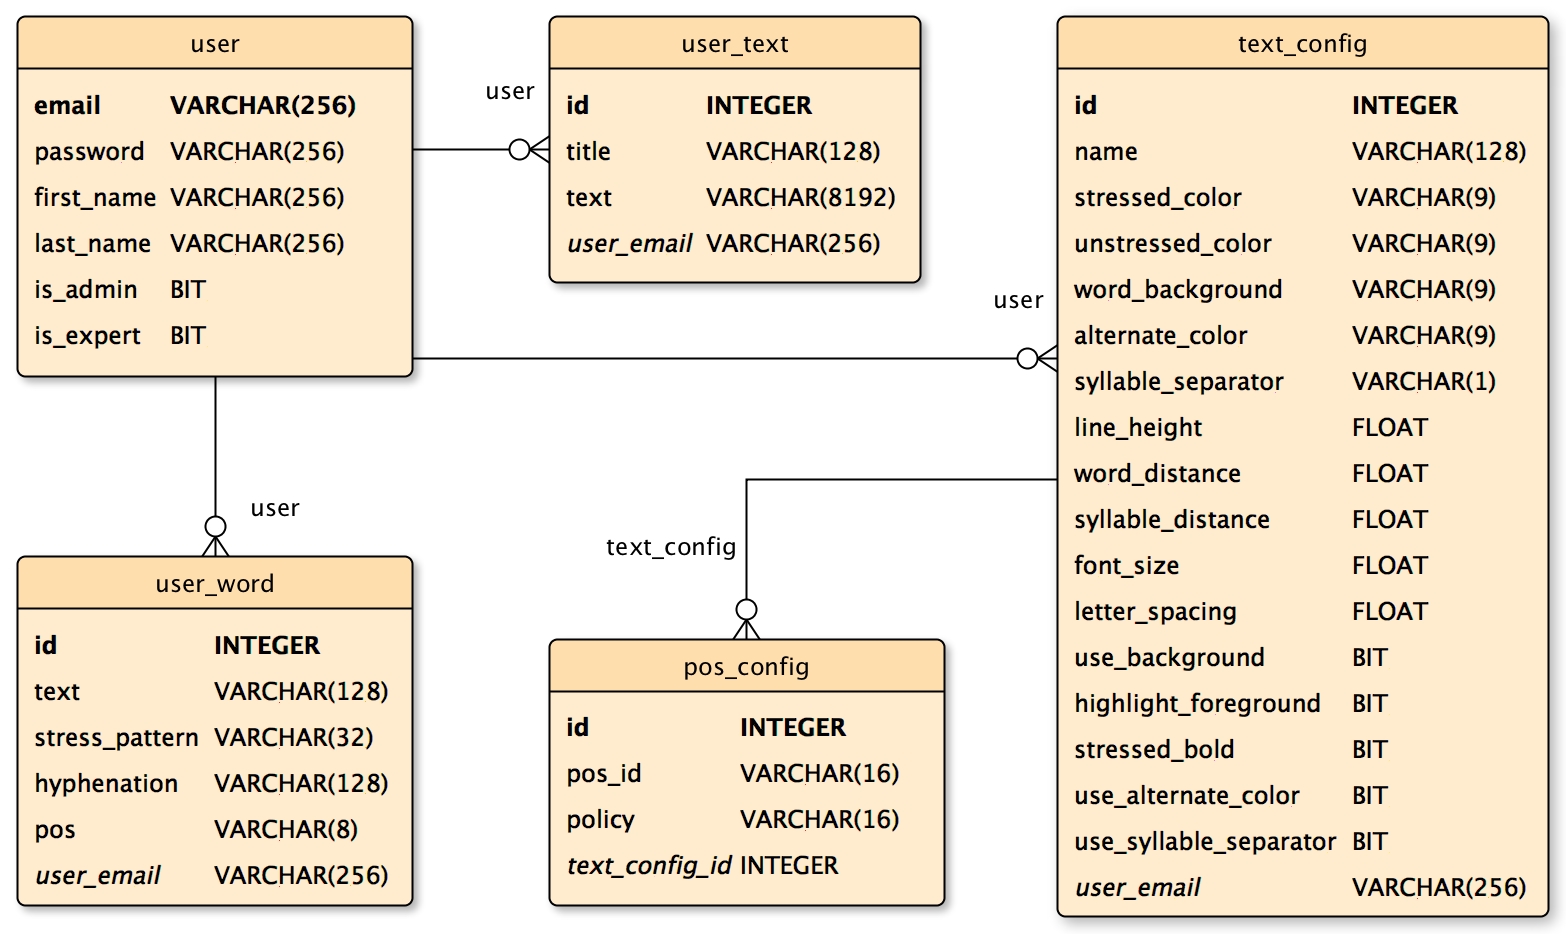 user
email VARCHAR(256)
password VARCHAR(256)
first_name VARCHAR(256)
last_name VARCHAR(256)
is_admin BIT
is_expert BIT
user
user_text
id INTEGER
title VARCHAR(128)
text VARCHAR(8192)
user_email VARCHAR(256)
user
text_config
id INTEGER
name VARCHAR(128)
stressed_color VARCHAR(9)
unstressed_color VARCHAR(9)
word_background VARCHAR(9)
alternate_color VARCHAR(9)
syllable_separator VARCHAR(1)
line_height FLOAT
word_distance FLOAT
syllable_distance FLOAT
font_size FLOAT
letter_spacing FLOAT
use_background BIT
highlight_foreground BIT
stressed_bold BIT
use_alternate_color BIT
use_syllable_separator BIT
user_email VARCHAR(256)
user
user_word
id INTEGER
text VARCHAR(128)
stress_pattern VARCHAR(32)
hyphenation VARCHAR(128)
pos VARCHAR(8)
user_email VARCHAR(256)
text_config
pos_config
id INTEGER
pos_id VARCHAR(16)
policy VARCHAR(16)
text_config_id INTEGER